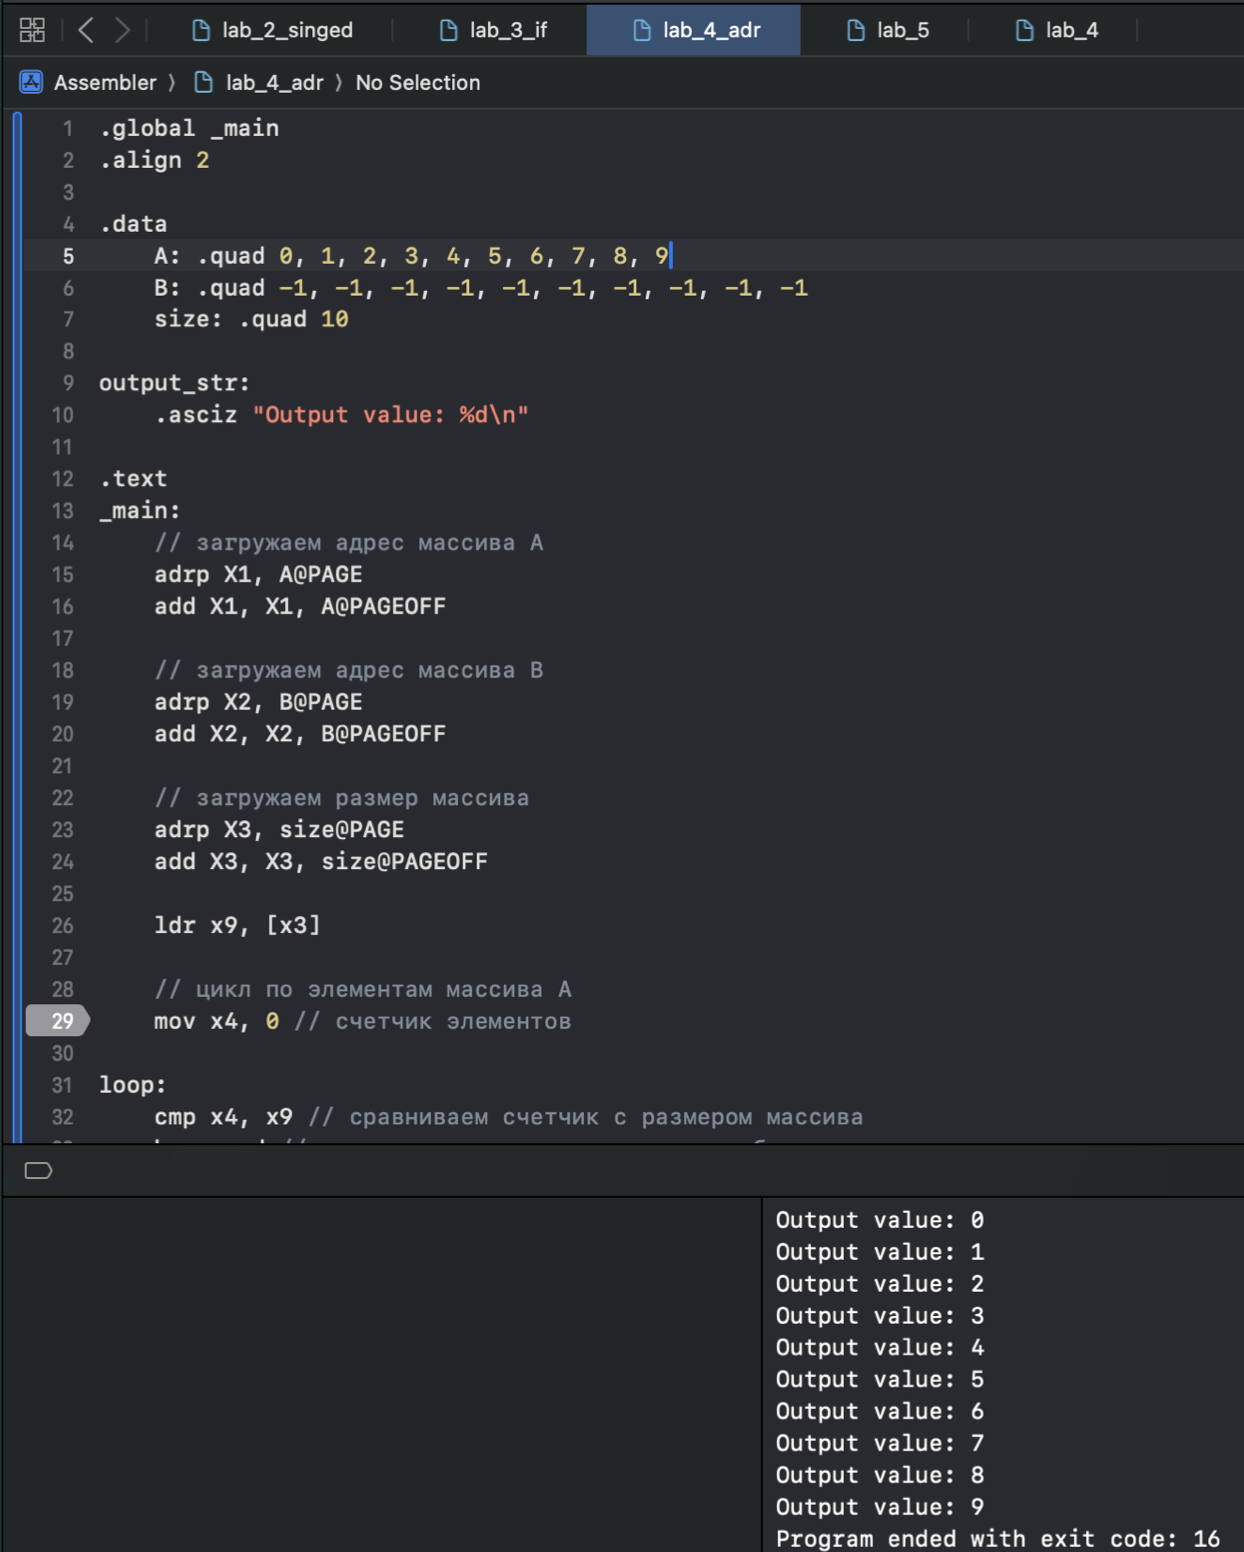 lab_2_singed lab_3_if lab_4_adr lab_5 lab_4
Assembler 〉 lab_4_adr 〉 No Selection
1 .global _main
2 .align 2
3
4 .data
5 A: .quad 0, 1, 2, 3, 4, 5, 6, 7, 8, 9
6 B: .quad -1, -1, -1, -1, -1, -1, -1, -1, -1, -1
7 size: .quad 10
8
9 output_str:
10 .asciz "Output value: %d\n"
11
12 .text
13 _main:
14 // загружаем адрес массива A
15 adrp X1, A@PAGE
16 add X1, X1, A@PAGEOFF
17
18 // загружаем адрес массива B
19 adrp X2, B@PAGE
20 add X2, X2, B@PAGEOFF
21
22 // загружаем размер массива
23 adrp X3, size@PAGE
24 add X3, X3, size@PAGEOFF
25
26 ldr x9, [x3]
27
28 // цикл по элементам массива A
29 mov x4, 0 // счетчик элементов
30
31 loop:
32 cmp x4, x9 // сравниваем счетчик с размером массива
Output value: 0
Output value: 1
Output value: 2
Output value: 3
Output value: 4
Output value: 5
Output value: 6
Output value: 7
Output value: 8
Output value: 9
Program ended with exit code: 16